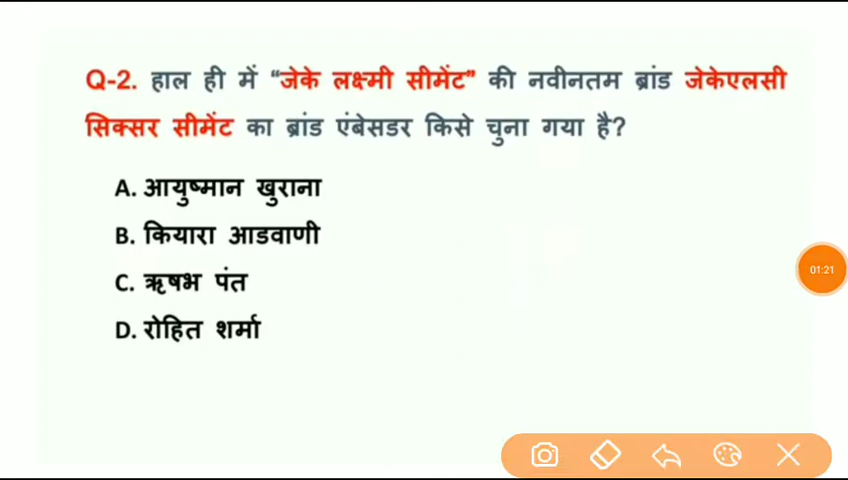 Q-2. हाल ही में “जेके लक्ष्मी सीमेंट” की नवीनतम ब्रांड जेकेएलसी
सिक्सर सीमेंट का ब्रांड एंबेसडर किसे चुना गया है?
A. आयुष्मान खुराना
B. कियारा आडवाणी
C. ऋषभ पंत
D. रोहित शर्मा
01:21